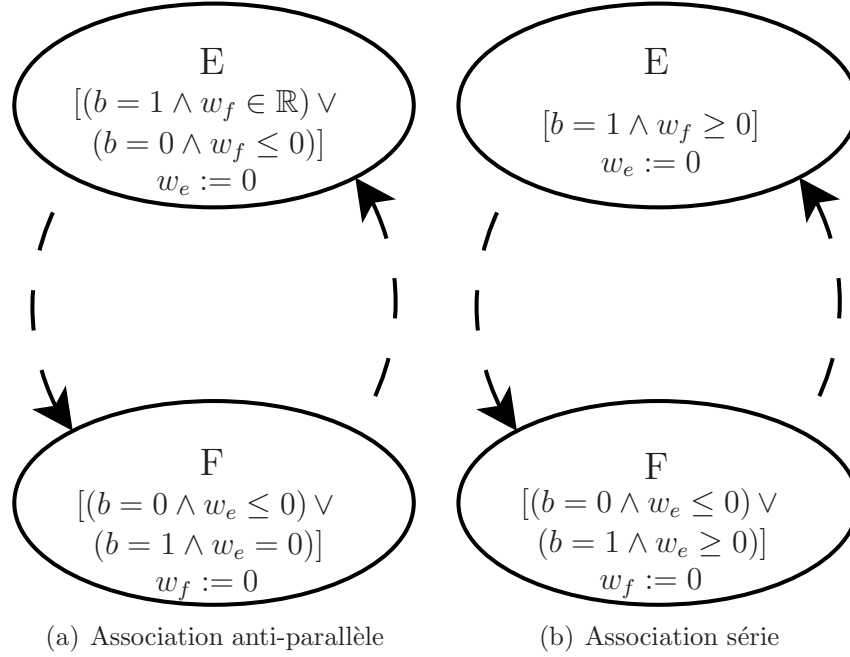 E
[(b = 1 ∧ w_f ∈ ℝ) ∨
(b = 0 ∧ w_f ≤ 0)]
w_e := 0
F
[(b = 0 ∧ w_e ≤ 0) ∨
(b = 1 ∧ w_e = 0)]
w_f := 0
(a) Association anti-parallèle
E
[b = 1 ∧ w_f ≥ 0]
w_e := 0
F
[(b = 0 ∧ w_e ≤ 0) ∨
(b = 1 ∧ w_e ≥ 0)]
w_f := 0
(b) Association série